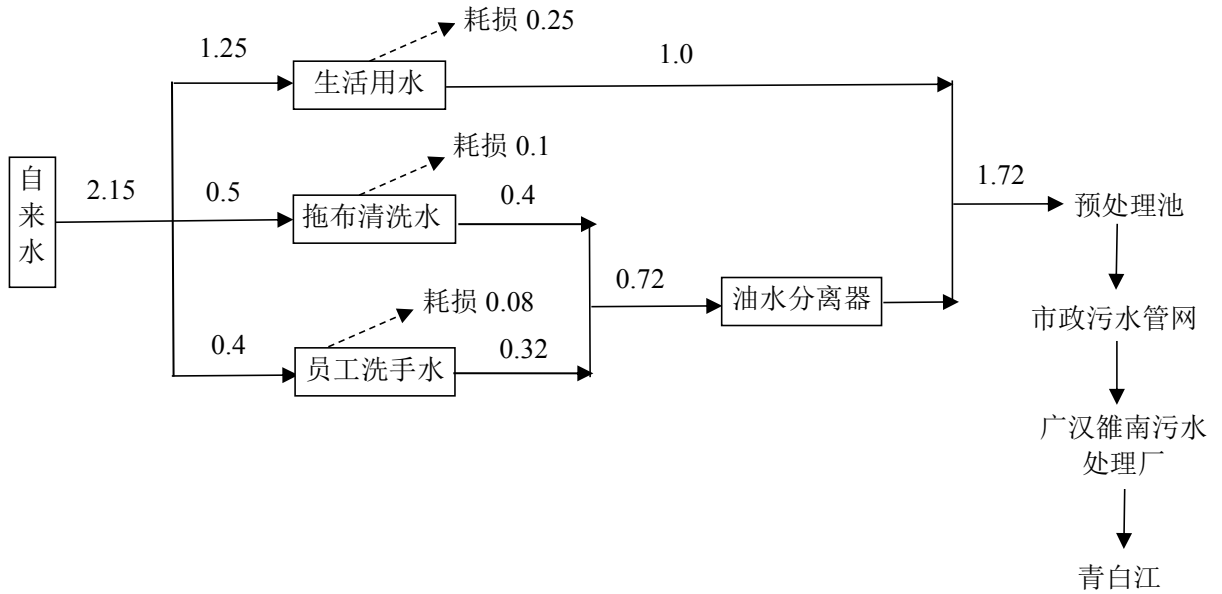 耗损 0.25
1.25
生活用水
1.0
耗损 0.1
自来水
2.15
0.5
拖布清洗水
0.4
1.72
预处理池
耗损 0.08
0.72
油水分离器
市政污水管网
0.4
员工洗手水
0.32
广汉雒南污水
处理厂
青白江